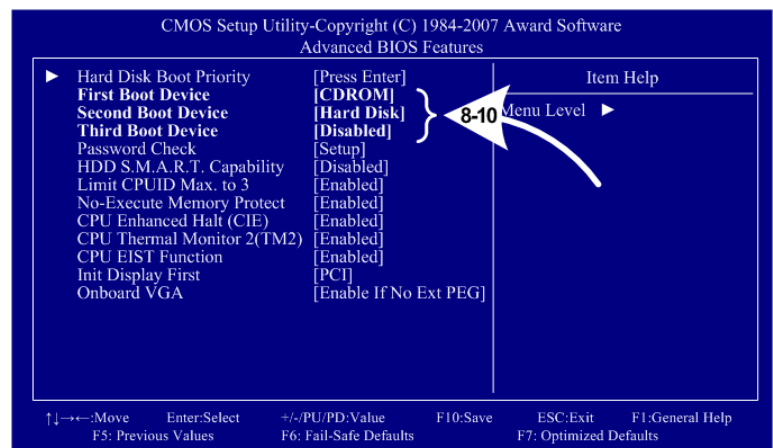 CMOS Setup Utility-Copyright (C) 1984-2007 Award Software
Advanced BIOS Features
▶ Hard Disk Boot Priority [Press Enter]
First Boot Device [CDROM]
Second Boot Device [Hard Disk]
Third Boot Device [Disabled]
Password Check [Setup]
HDD S.M.A.R.T. Capability [Disabled]
Limit CPUID Max. to 3 [Enabled]
No-Execute Memory Protect [Enabled]
CPU Enhanced Halt (CIE) [Enabled]
CPU Thermal Monitor 2(TM2) [Enabled]
CPU EIST Function [Enabled]
Init Display First [PCI]
Onboard VGA [Enable If No Ext PEG]
8-10
Item Help
Menu Level ▶
↑↓→←:Move Enter:Select +/-/PU/PD:Value F10:Save ESC:Exit F1:General Help
F5: Previous Values F6: Fail-Safe Defaults F7: Optimized Defaults